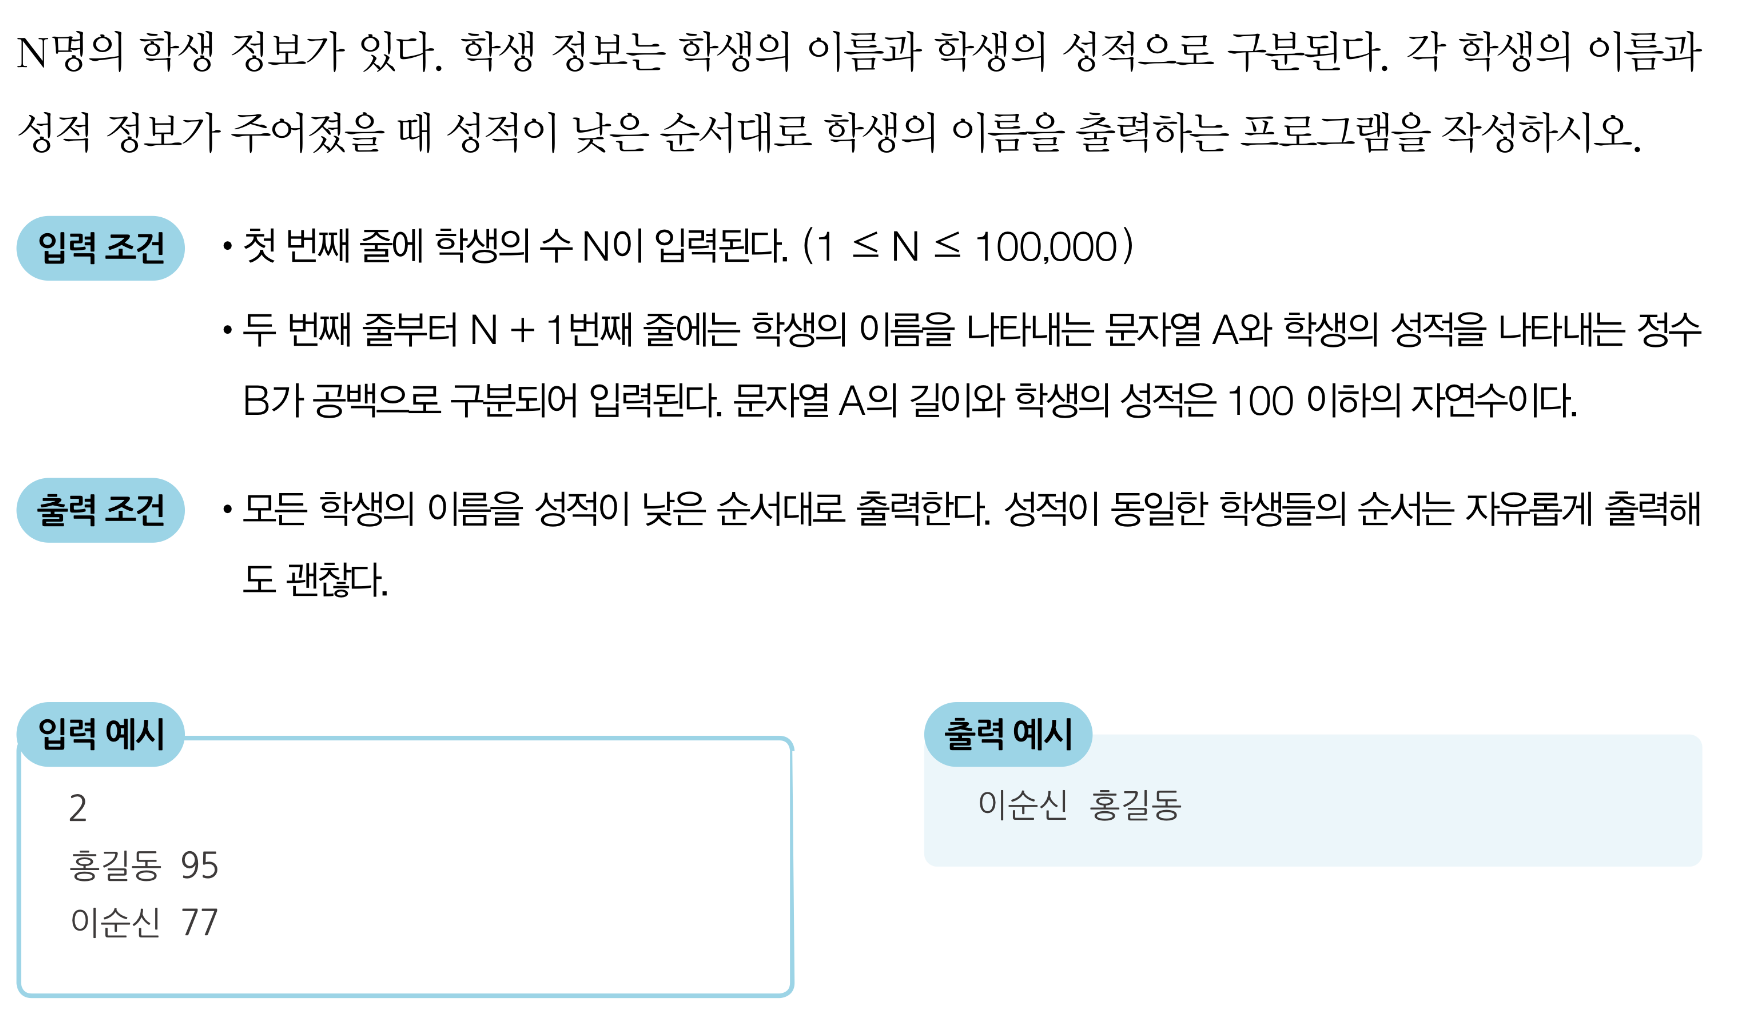 N명의 학생 정보가 있다. 학생 정보는 학생의 이름과 학생의 성적으로 구분된다. 각 학생의 이름과
성적 정보가 주어졌을 때 성적이 낮은 순서대로 학생의 이름을 출력하는 프로그램을 작성하시오.
입력 조건
• 첫 번째 줄에 학생의 수 N이 입력된다. (1 ≤ N ≤ 100,000)
• 두 번째 줄부터 N + 1번째 줄에는 학생의 이름을 나타내는 문자열 A와 학생의 성적을 나타내는 정수
B가 공백으로 구분되어 입력된다. 문자열 A의 길이와 학생의 성적은 100 이하의 자연수이다.
출력 조건
• 모든 학생의 이름을 성적이 낮은 순서대로 출력한다. 성적이 동일한 학생들의 순서는 자유롭게 출력해
도 괜찮다.
입력 예시
2
홍길동 95
이순신 77
출력 예시
이순신 홍길동